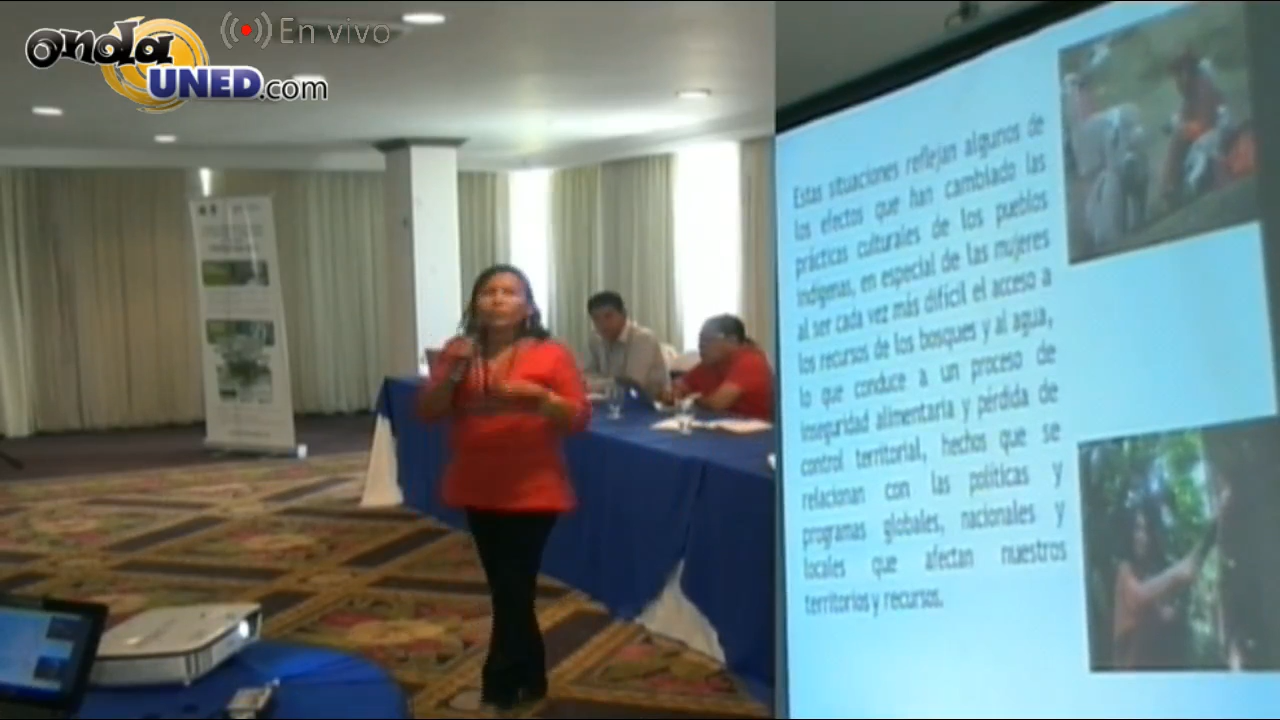 onda
UNED.com
En vivo
Estas situaciones reflejan algunos de
los efectos que han cambiado las
prácticas culturales de los pueblos
indígenas, en especial de las mujeres
al ser cada vez más difícil el acceso a
los recursos de los bosques y al agua,
lo que conduce a un proceso de
inseguridad alimentaria y pérdida de
control territorial, hechos que se
relacionan con las políticas y
programas globales, nacionales y
locales que afectan nuestros
territorios y recursos.